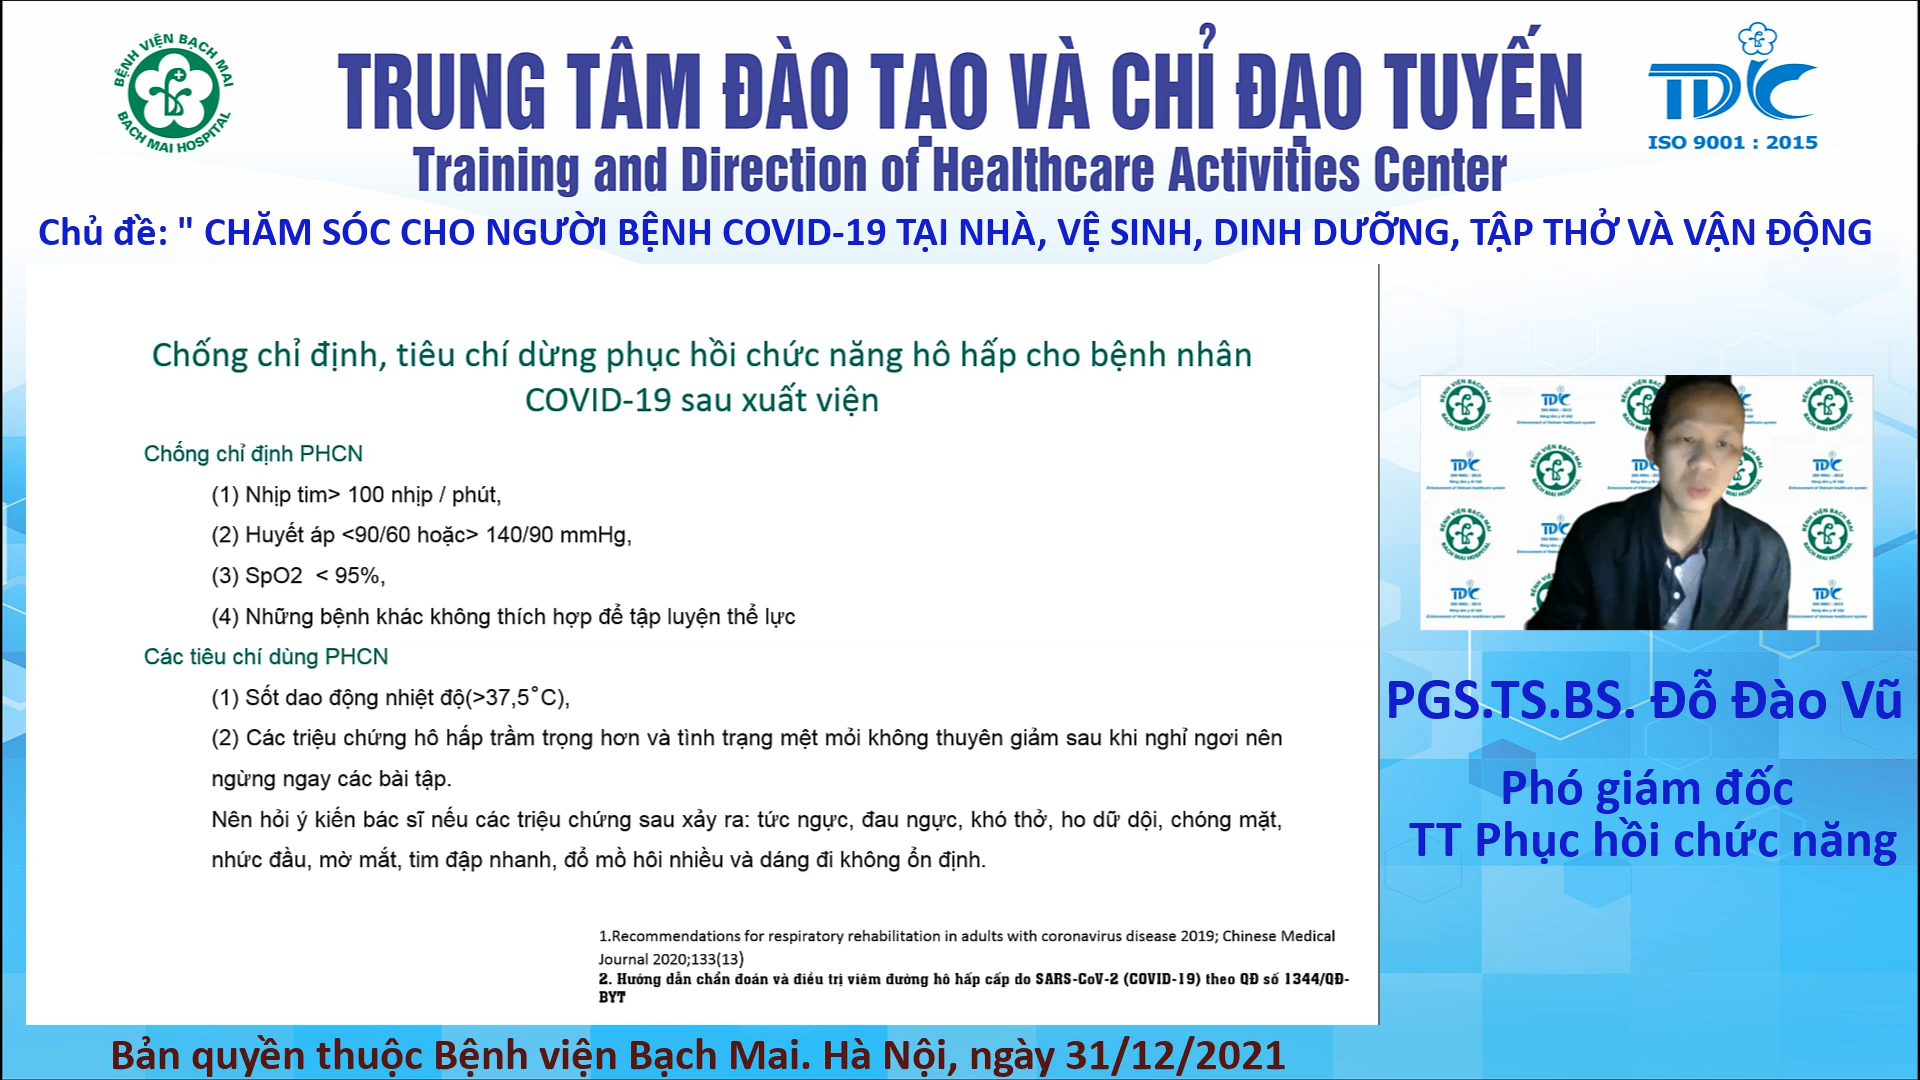 BỆNH VIỆN BẠCH MAI
BACH MAI HOSPITAL
TRUNG TÂM ĐÀO TẠO VÀ CHỈ ĐẠO TUYẾN
Training and Direction of Healthcare Activities Center
TDC
ISO 9001 : 2015
Chủ đề: " CHĂM SÓC CHO NGƯỜI BỆNH COVID-19 TẠI NHÀ, VỆ SINH, DINH DƯỠNG, TẬP THỞ VÀ VẬN ĐỘNG
Chống chỉ định, tiêu chí dừng phục hồi chức năng hô hấp cho bệnh nhân
COVID-19 sau xuất viện
Chống chỉ định PHCN
(1) Nhịp tim> 100 nhịp / phút,
(2) Huyết áp <90/60 hoặc> 140/90 mmHg,
(3) SpO2 < 95%,
(4) Những bệnh khác không thích hợp để tập luyện thể lực
Các tiêu chí dùng PHCN
(1) Sốt dao động nhiệt độ(>37,5˚C),
(2) Các triệu chứng hô hấp trầm trọng hơn và tình trạng mệt mỏi không thuyên giảm sau khi nghỉ ngơi nên
ngừng ngay các bài tập.
Nên hỏi ý kiến bác sĩ nếu các triệu chứng sau xảy ra: tức ngực, đau ngực, khó thở, ho dữ dội, chóng mặt,
nhức đầu, mờ mắt, tim đập nhanh, đổ mồ hôi nhiều và dáng đi không ổn định.
1.Recommendations for respiratory rehabilitation in adults with coronavirus disease 2019; Chinese Medical
Journal 2020;133(13)
2. Hướng dẫn chẩn đoán và điều trị viêm đường hô hấp cấp do SARS-CoV-2 (COVID-19) theo QĐ số 1344/QĐ-
BYT
PGS.TS.BS. Đỗ Đào Vũ
Phó giám đốc
TT Phục hồi chức năng
Bản quyền thuộc Bệnh viện Bạch Mai. Hà Nội, ngày 31/12/2021